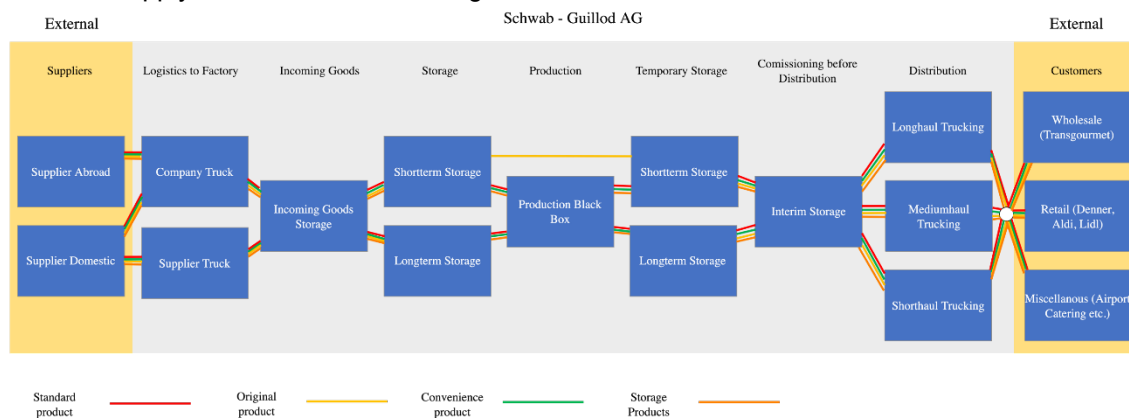 External
Schwab - Guillod AG
External
Suppliers
Logistics to Factory
Incoming Goods
Storage
Production
Temporary Storage
Comissioning before
Distribution
Distribution
Customers
Supplier Abroad
Company Truck
Shortterm Storage
Shortterm Storage
Longhaul Trucking
Wholesale
(Transgourmet)
Incoming Goods
Storage
Production Black
Box
Interim Storage
Mediumhaul
Trucking
Retail (Denner,
Aldi, Lidl)
Supplier Domestic
Supplier Truck
Longterm Storage
Longterm Storage
Shorthaul Trucking
Miscellanous (Airport
Catering etc.)
Standard
product
Original
product
Convenience
product
Storage
Products